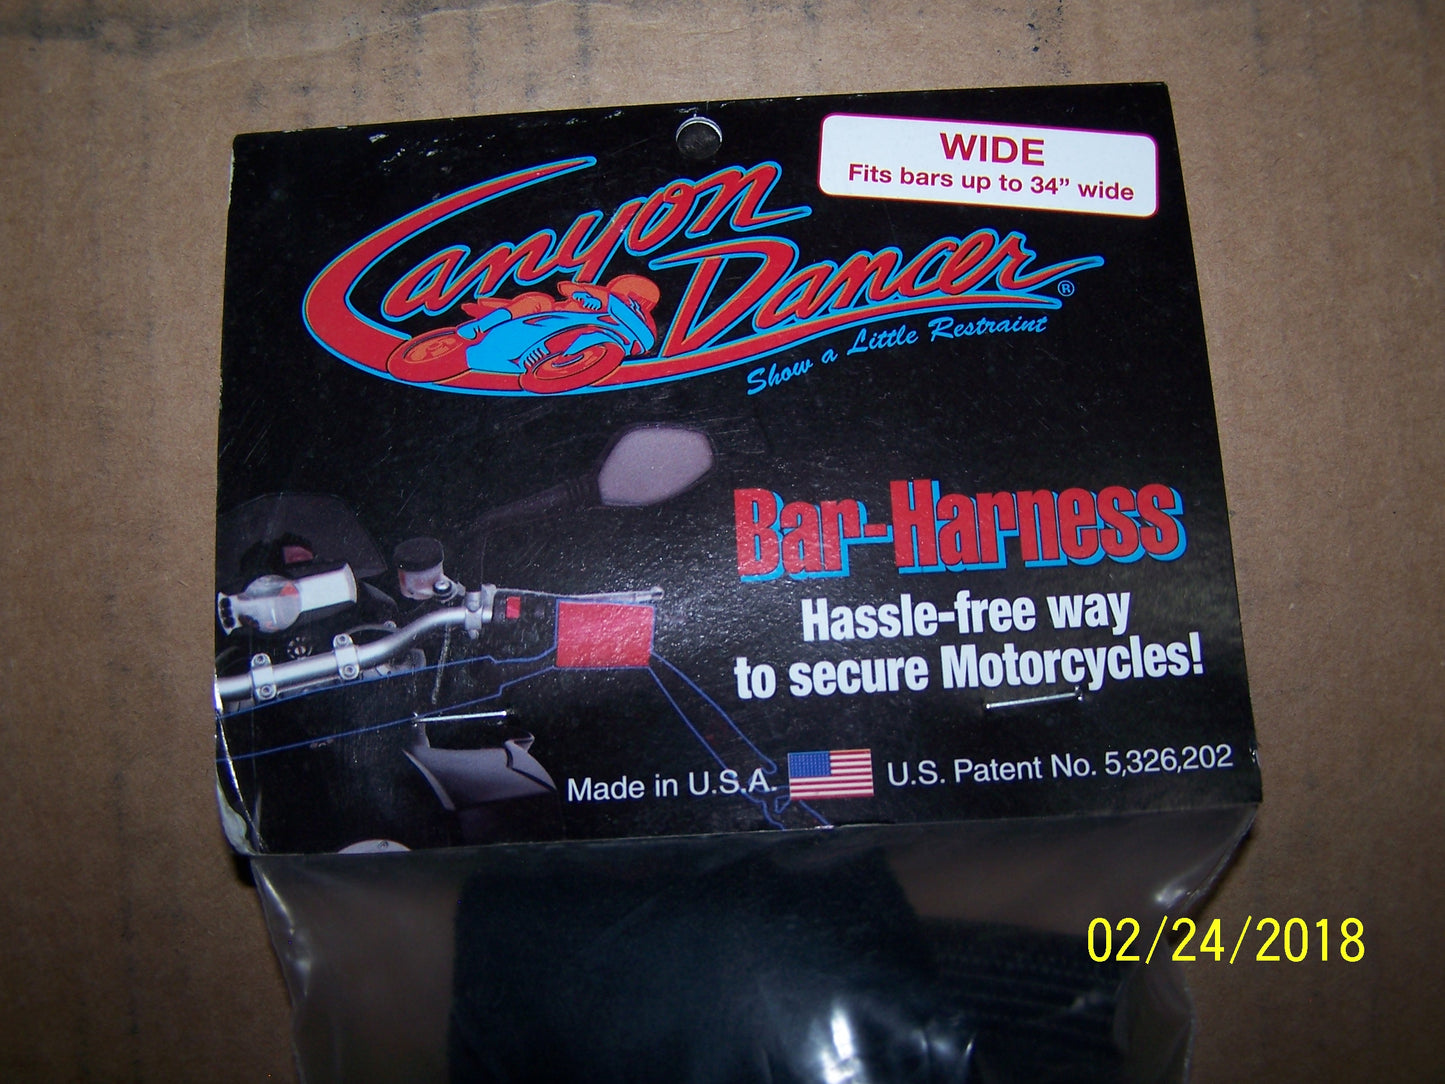 WIDE
Fits bars up to 34” wide
Canyon
Dancer®
Show a Little Restraint
Bar-Harness
Hassle-free way
to secure Motorcycles!
Made in U.S.A. U.S. Patent No. 5,326,202
02/24/2018